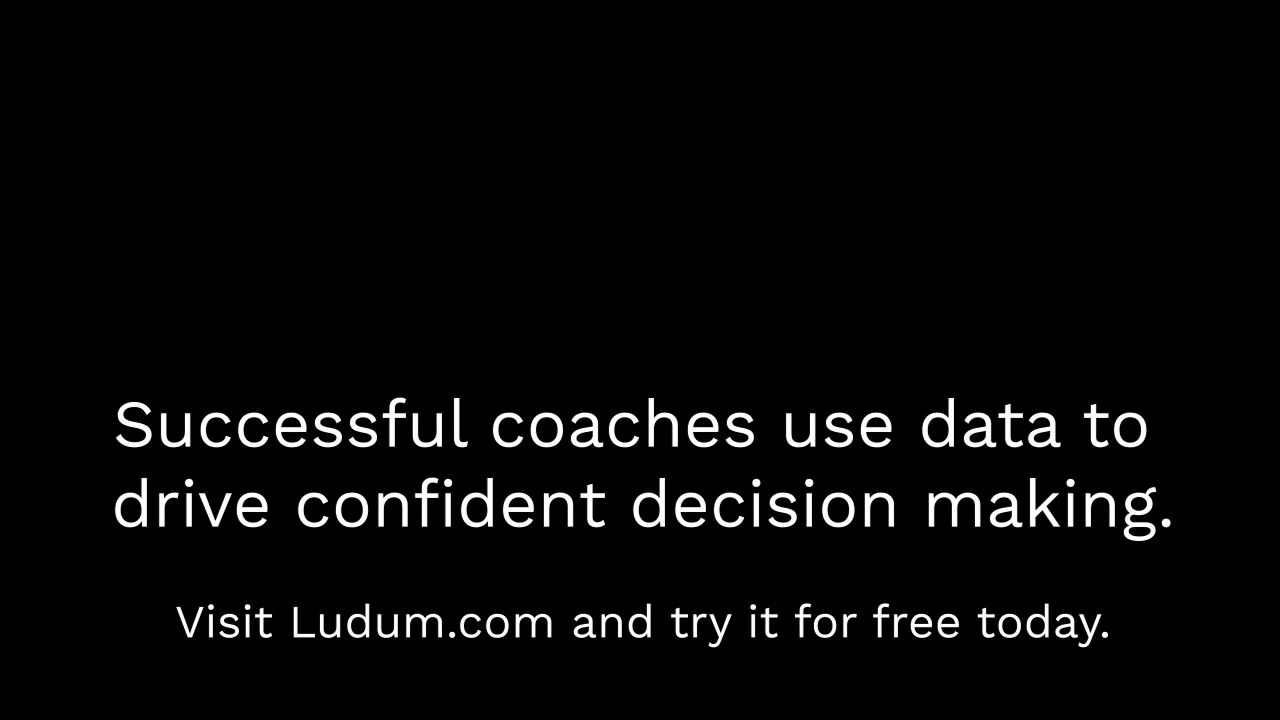 Successful coaches use data to
drive confident decision making.
Visit Ludum.com and try it for free today.